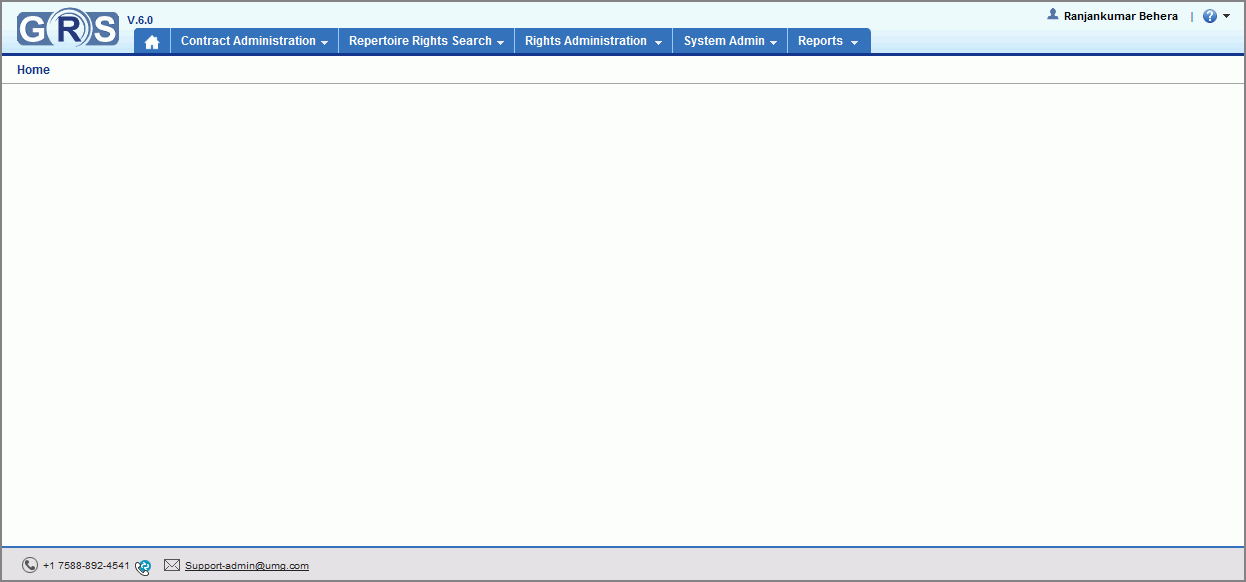 GRS V.6.0
Ranjankumar Behera | ?
Contract Administration Repertoire Rights Search Rights Administration System Admin Reports
Home
+1 7588-892-4541 Support-admin@umg.com